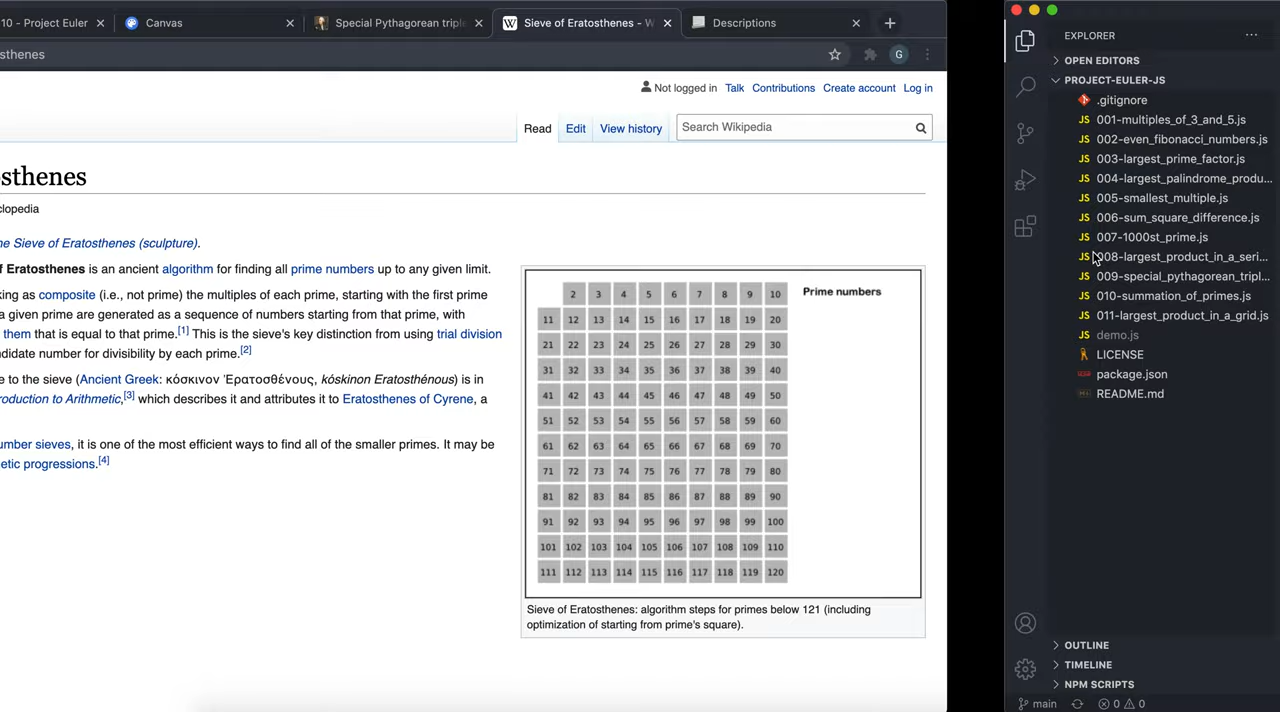 10 - Project Euler
Canvas
Special Pythagorean triple
Sieve of Eratosthenes - W
Descriptions
sthenes
G
Not logged in Talk Contributions Create account Log in
Read Edit View history Search Wikipedia
osthenes
clopedia
he Sieve of Eratosthenes (sculpture).
f Eratosthenes is an ancient algorithm for finding all prime numbers up to any given limit.
king as composite (i.e., not prime) the multiples of each prime, starting with the first prime
a given prime are generated as a sequence of numbers starting from that prime, with
them that is equal to that prime.[1] This is the sieve's key distinction from using trial division
ndidate number for divisibility by each prime.[2]
e to the sieve (Ancient Greek: κόσκινον Ἐρατοσθένους, kóskinon Eratosthénous) is in
roduction to Arithmetic,[3] which describes it and attributes it to Eratosthenes of Cyrene, a
umber sieves, it is one of the most efficient ways to find all of the smaller primes. It may be
etic progressions.[4]
Prime numbers
2 3 4 5 6 7 8 9 10
11 12 13 14 15 16 17 18 19 20
21 22 23 24 25 26 27 28 29 30
31 32 33 34 35 36 37 38 39 40
41 42 43 44 45 46 47 48 49 50
51 52 53 54 55 56 57 58 59 60
61 62 63 64 65 66 67 68 69 70
71 72 73 74 75 76 77 78 79 80
81 82 83 84 85 86 87 88 89 90
91 92 93 94 95 96 97 98 99 100
101 102 103 104 105 106 107 108 109 110
111 112 113 114 115 116 117 118 119 120
Sieve of Eratosthenes: algorithm steps for primes below 121 (including
optimization of starting from prime's square).
EXPLORER
OPEN EDITORS
PROJECT-EULER-JS
.gitignore
JS 001-multiples_of_3_and_5.js
JS 002-even_fibonacci_numbers.js
JS 003-largest_prime_factor.js
JS 004-largest_palindrome_produ...
JS 005-smallest_multiple.js
JS 006-sum_square_difference.js
JS 007-1000st_prime.js
JS 008-largest_product_in_a_seri...
JS 009-special_pythagorean_tripl...
JS 010-summation_of_primes.js
JS 011-largest_product_in_a_grid.js
JS demo.js
LICENSE
package.json
README.md
OUTLINE
TIMELINE
NPM SCRIPTS
main 0 0